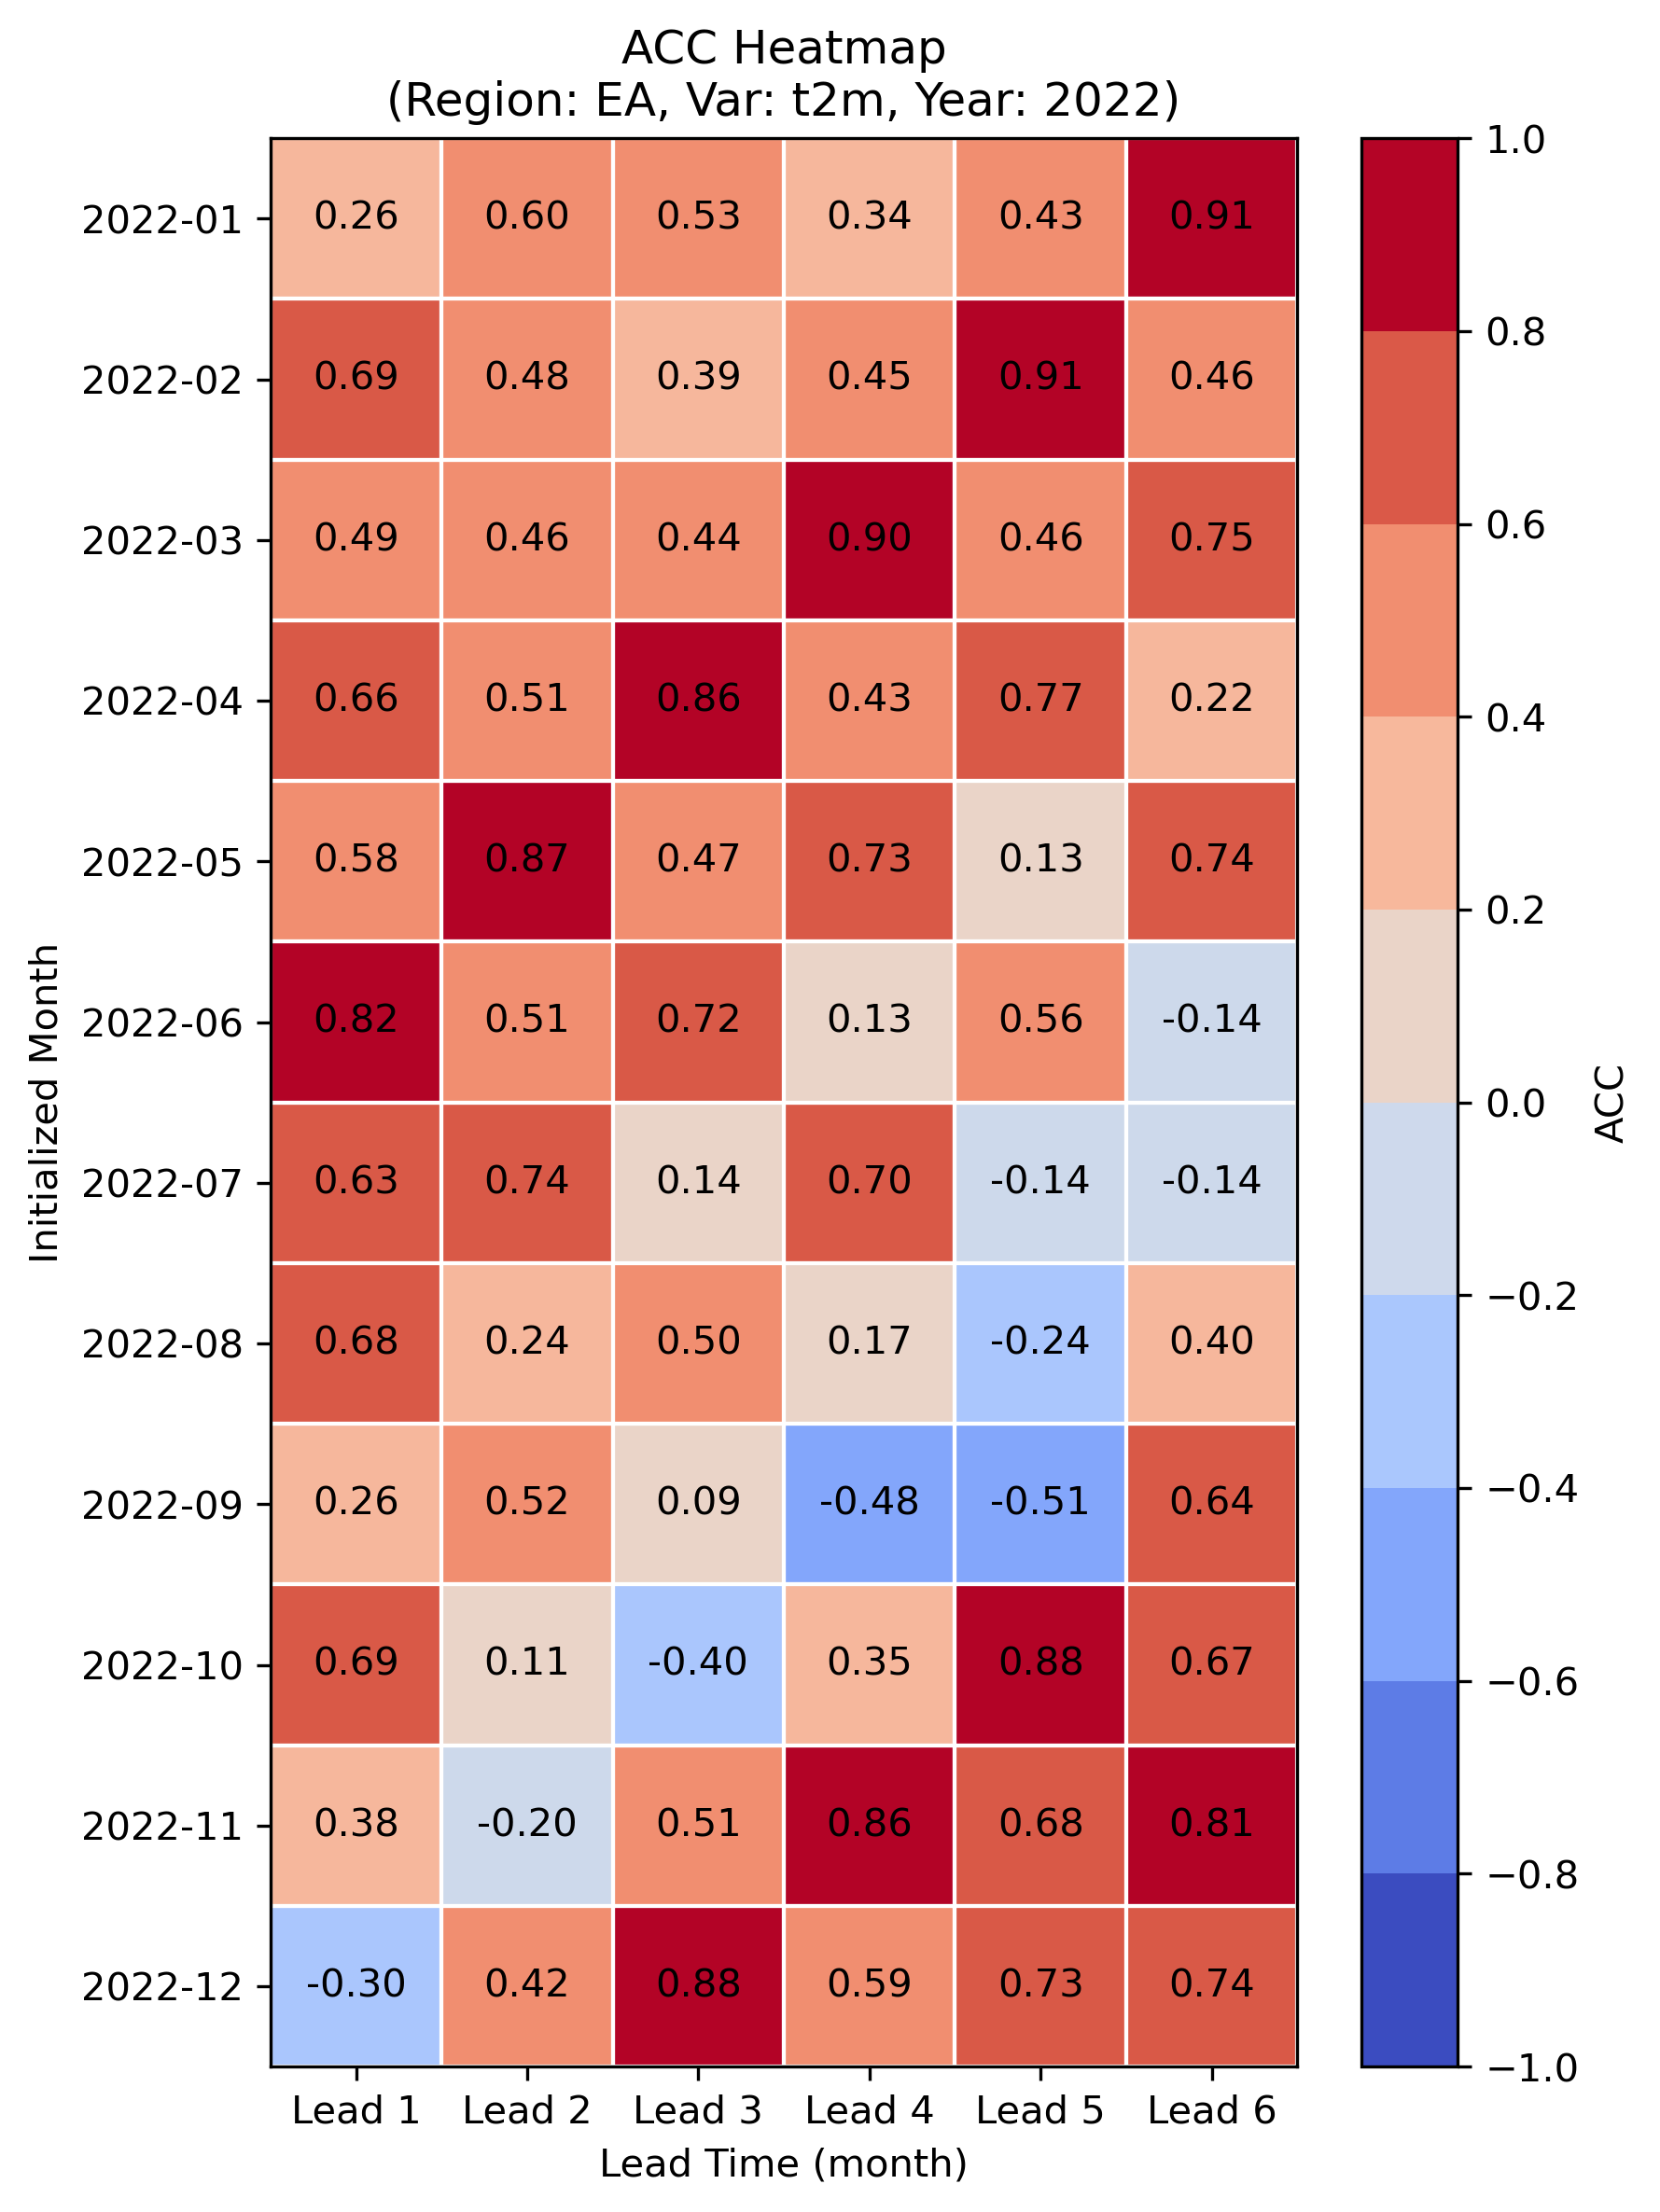 ACC Heatmap
(Region: EA, Var: t2m, Year: 2022)
2022-01 0.26 0.60 0.53 0.34 0.43 0.91
2022-02 0.69 0.48 0.39 0.45 0.91 0.46
2022-03 0.49 0.46 0.44 0.90 0.46 0.75
2022-04 0.66 0.51 0.86 0.43 0.77 0.22
2022-05 0.58 0.87 0.47 0.73 0.13 0.74
2022-06 0.82 0.51 0.72 0.13 0.56 -0.14
2022-07 0.63 0.74 0.14 0.70 -0.14 -0.14
2022-08 0.68 0.24 0.50 0.17 -0.24 0.40
2022-09 0.26 0.52 0.09 -0.48 -0.51 0.64
2022-10 0.69 0.11 -0.40 0.35 0.88 0.67
2022-11 0.38 -0.20 0.51 0.86 0.68 0.81
2022-12 -0.30 0.42 0.88 0.59 0.73 0.74
Lead 1 Lead 2 Lead 3 Lead 4 Lead 5 Lead 6
Lead Time (month)
Initialized Month
1.0
0.8
0.6
0.4
0.2
0.0
−0.2
−0.4
−0.6
−0.8
−1.0
ACC